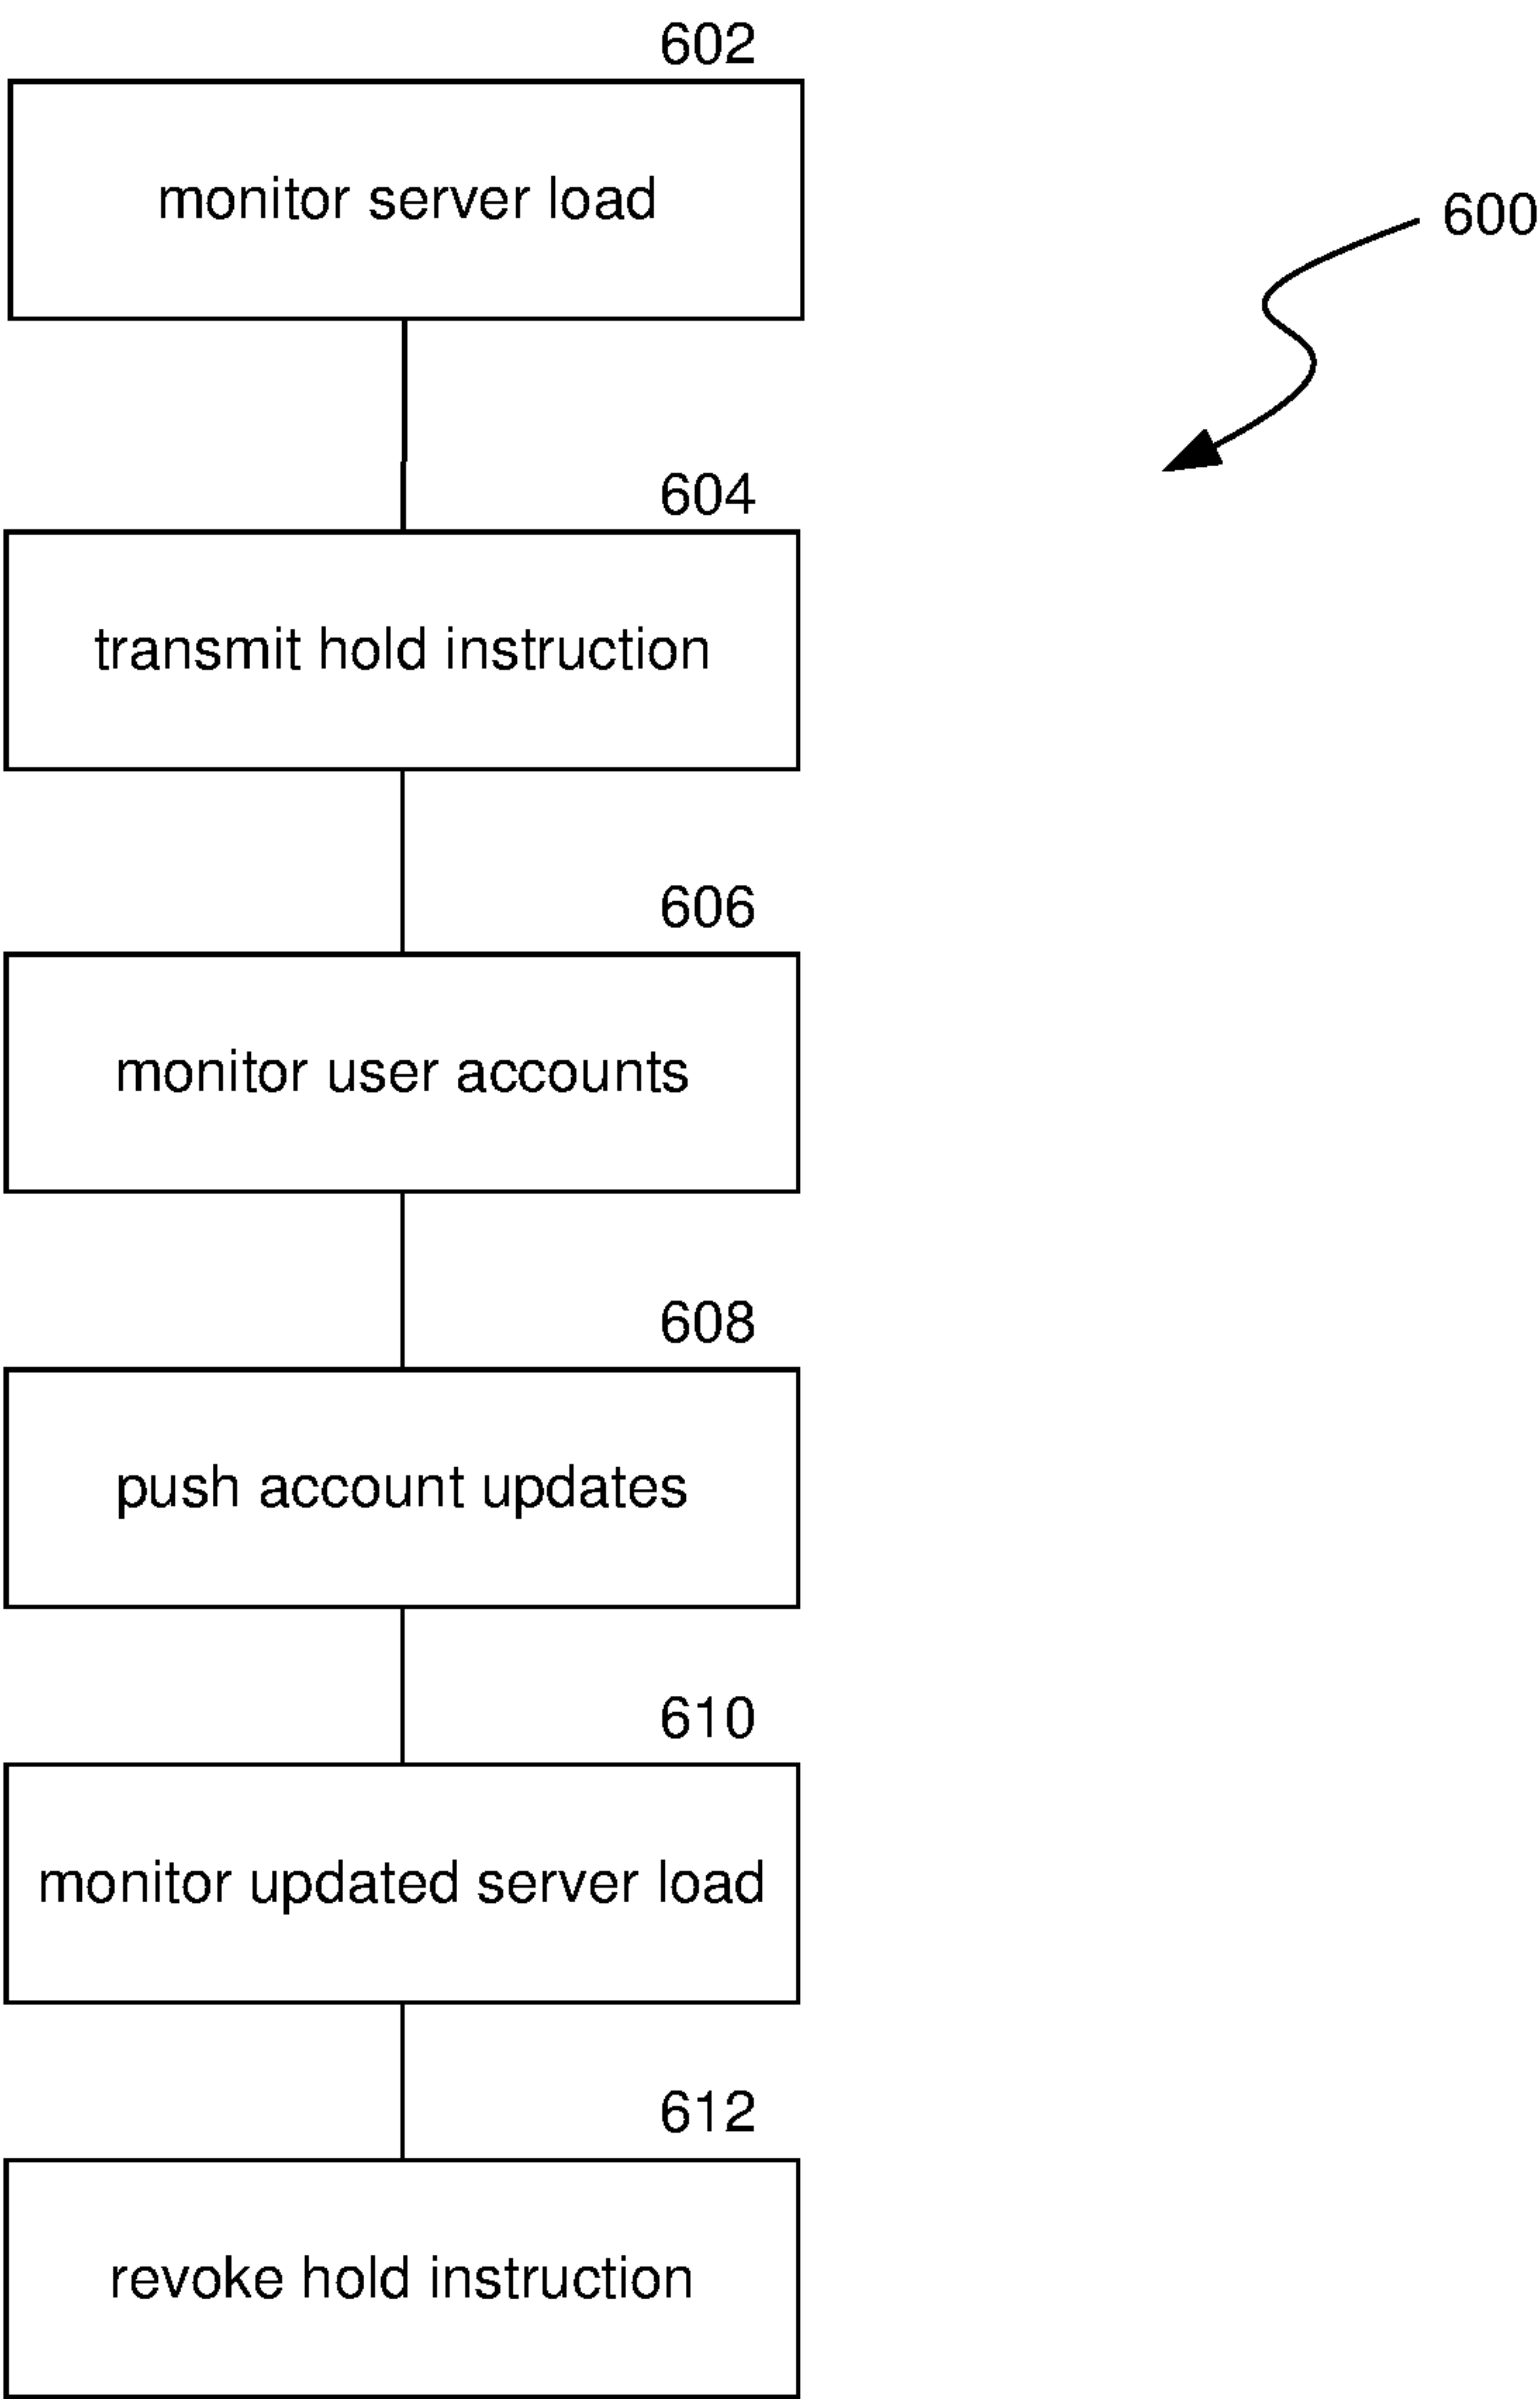 602
monitor server load
600
604
transmit hold instruction
606
monitor user accounts
608
push account updates
610
monitor updated server load
612
revoke hold instruction